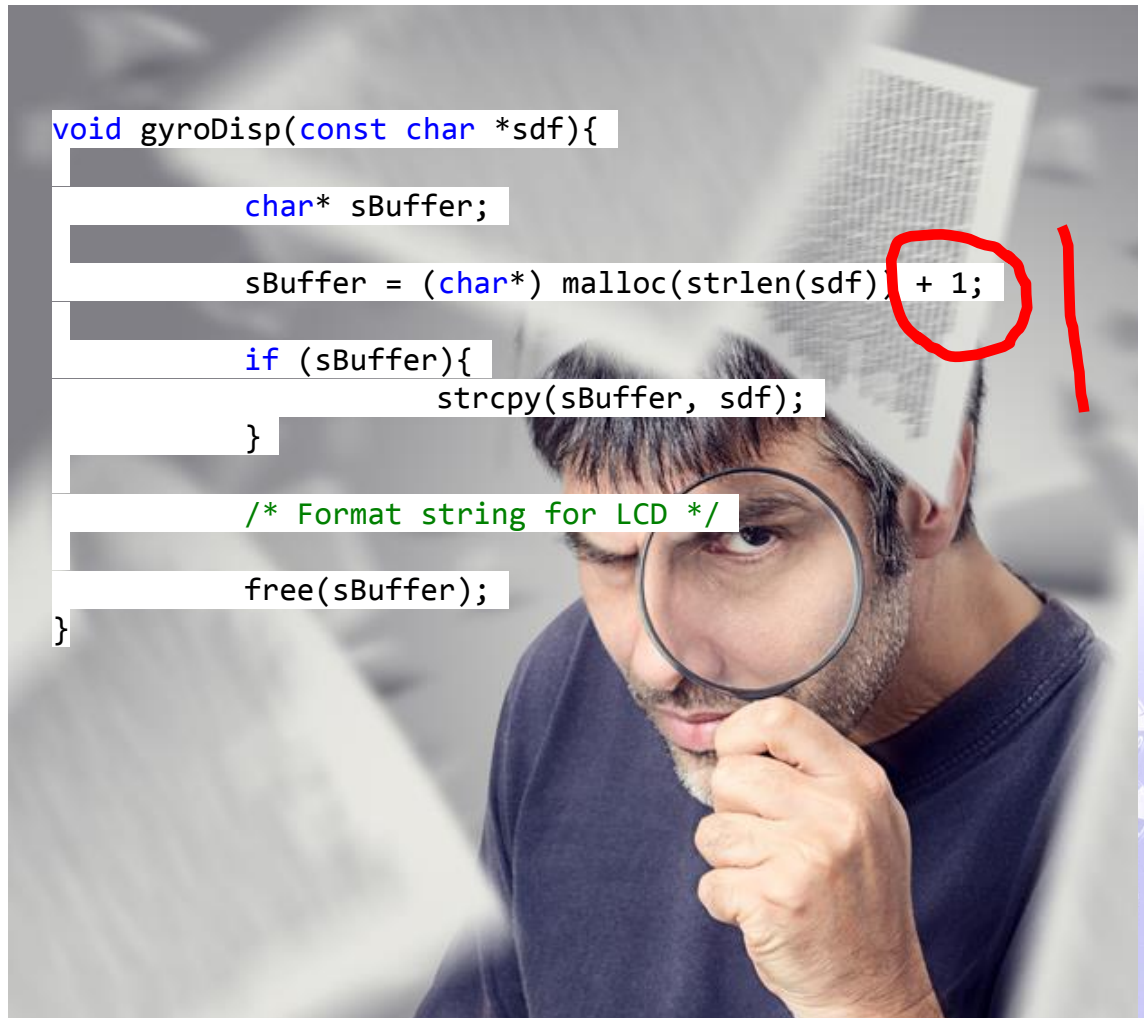 void gyroDisp(const char *sdf){
char* sBuffer;
sBuffer = (char*) malloc(strlen(sdf)) + 1;
if (sBuffer){
strcpy(sBuffer, sdf);
}
/* Format string for LCD */
free(sBuffer);
}